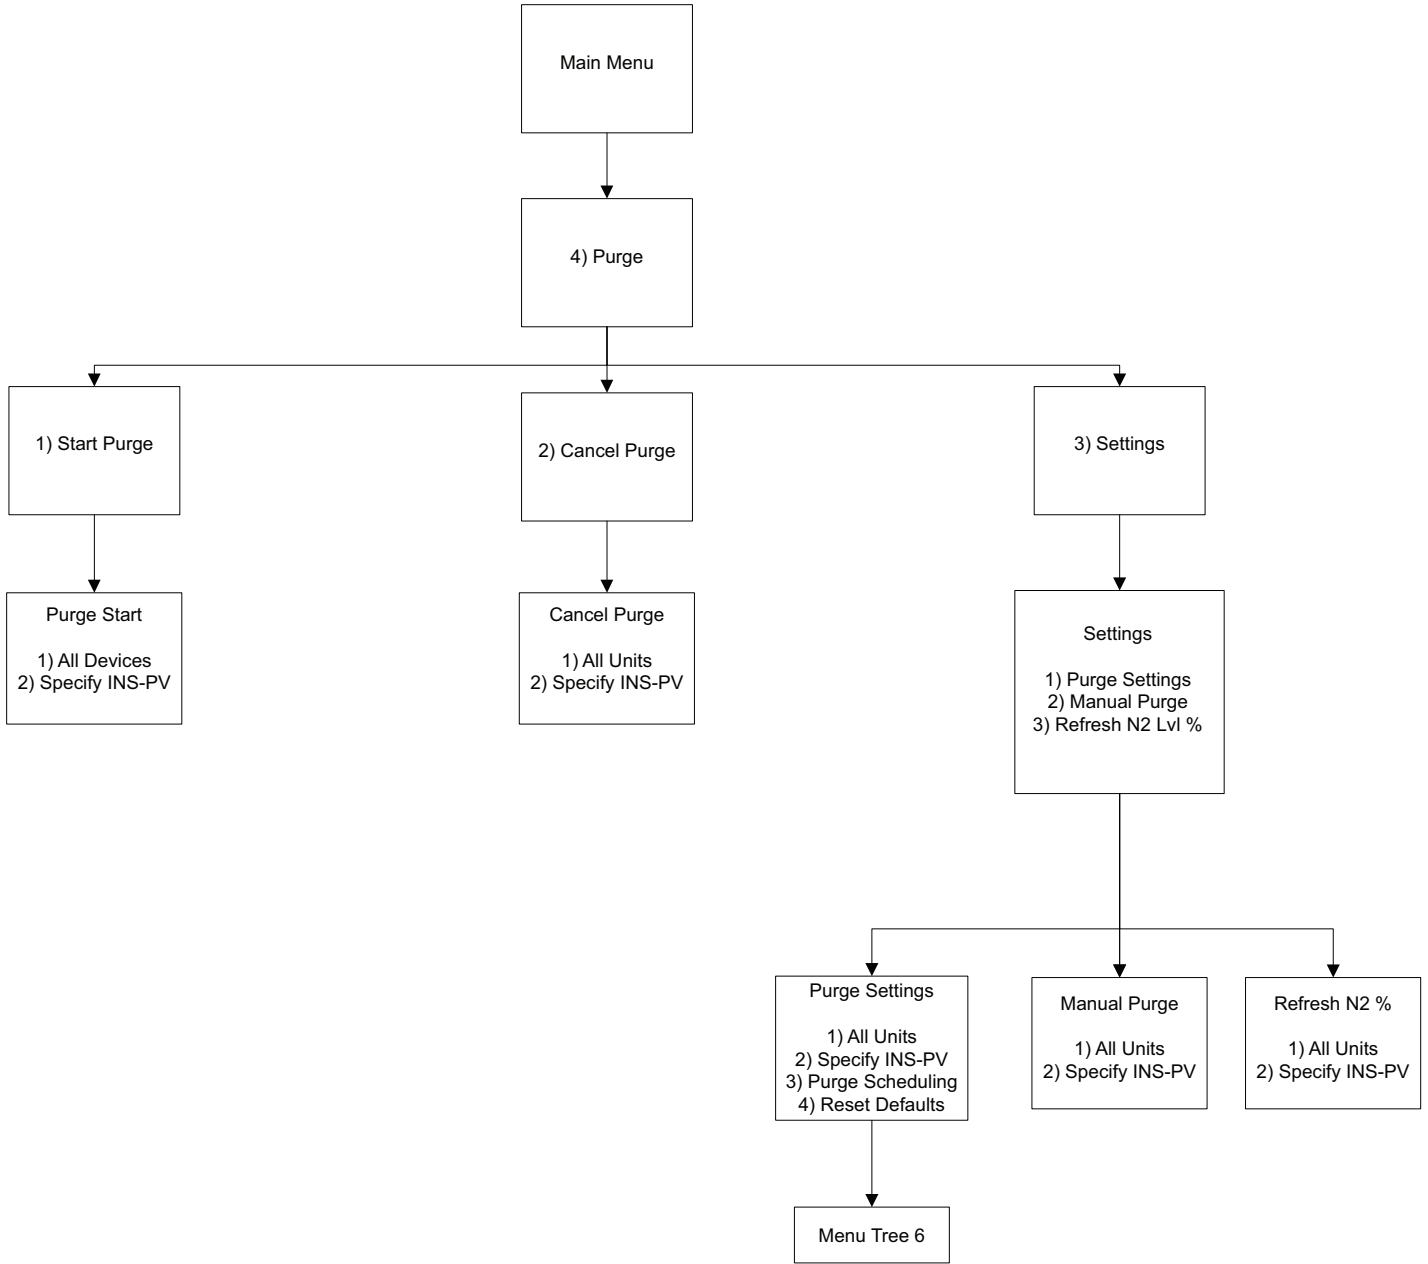 Main Menu
4) Purge
1) Start Purge
2) Cancel Purge
3) Settings
Purge Start
1) All Devices
2) Specify INS-PV
Cancel Purge
1) All Units
2) Specify INS-PV
Settings
1) Purge Settings
2) Manual Purge
3) Refresh N2 Lvl %
Purge Settings
1) All Units
2) Specify INS-PV
3) Purge Scheduling
4) Reset Defaults
Manual Purge
1) All Units
2) Specify INS-PV
Refresh N2 %
1) All Units
2) Specify INS-PV
Menu Tree 6